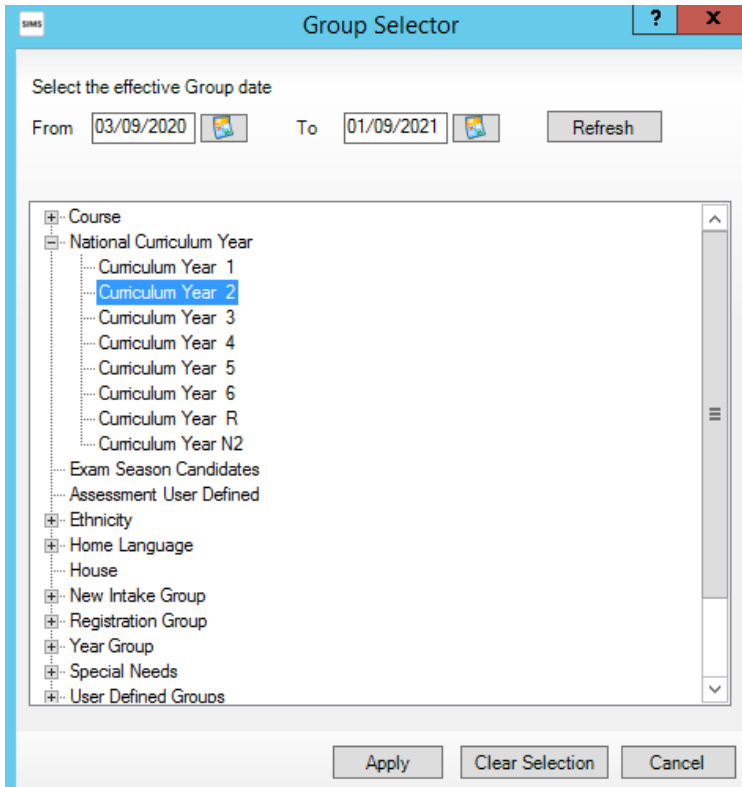 SIMS Group Selector ? x
Select the effective Group date
From 03/09/2020 To 01/09/2021 Refresh
Course
National Curriculum Year
Curriculum Year 1
Curriculum Year 2
Curriculum Year 3
Curriculum Year 4
Curriculum Year 5
Curriculum Year 6
Curriculum Year R
Curriculum Year N2
Exam Season Candidates
Assessment User Defined
Ethnicity
Home Language
House
New Intake Group
Registration Group
Year Group
Special Needs
User Defined Groups
Apply Clear Selection Cancel